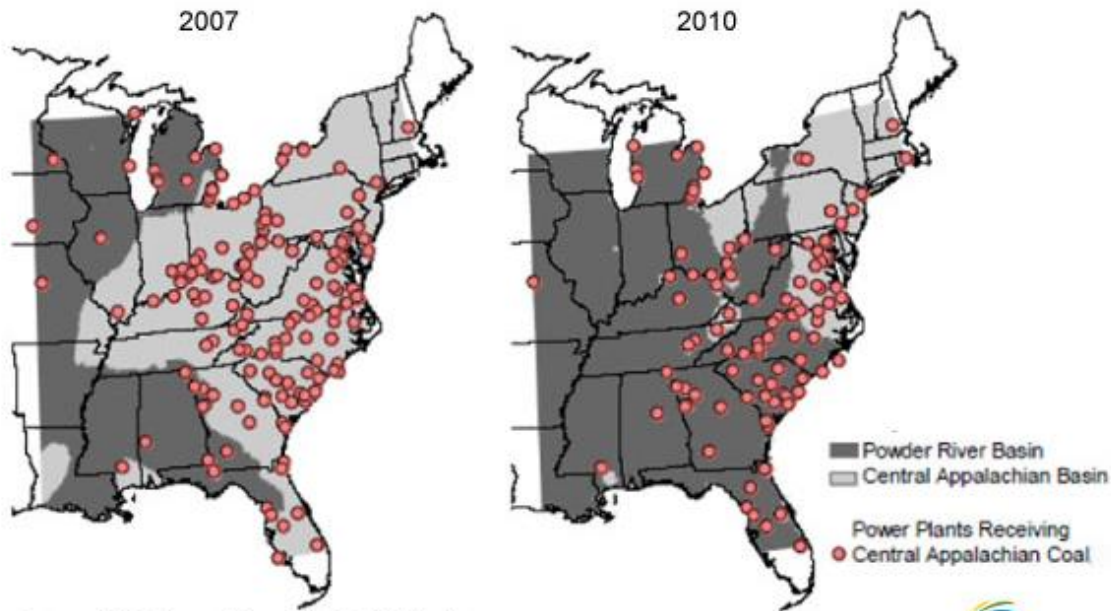 2007
2010
Powder River Basin
Central Appalachian Basin
Power Plants Receiving
Central Appalachian Coal